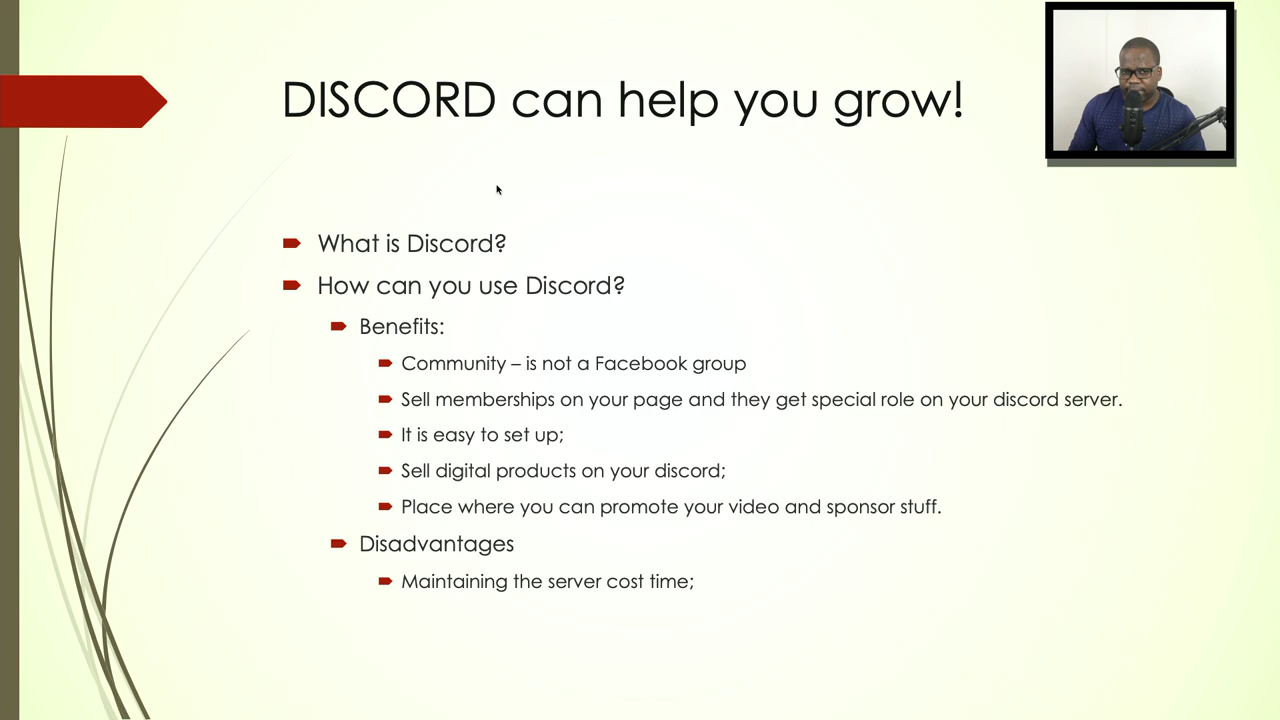 DISCORD can help you grow!
What is Discord?
How can you use Discord?
Benefits:
Community – is not a Facebook group
Sell memberships on your page and they get special role on your discord server.
It is easy to set up;
Sell digital products on your discord;
Place where you can promote your video and sponsor stuff.
Disadvantages
Maintaining the server cost time;